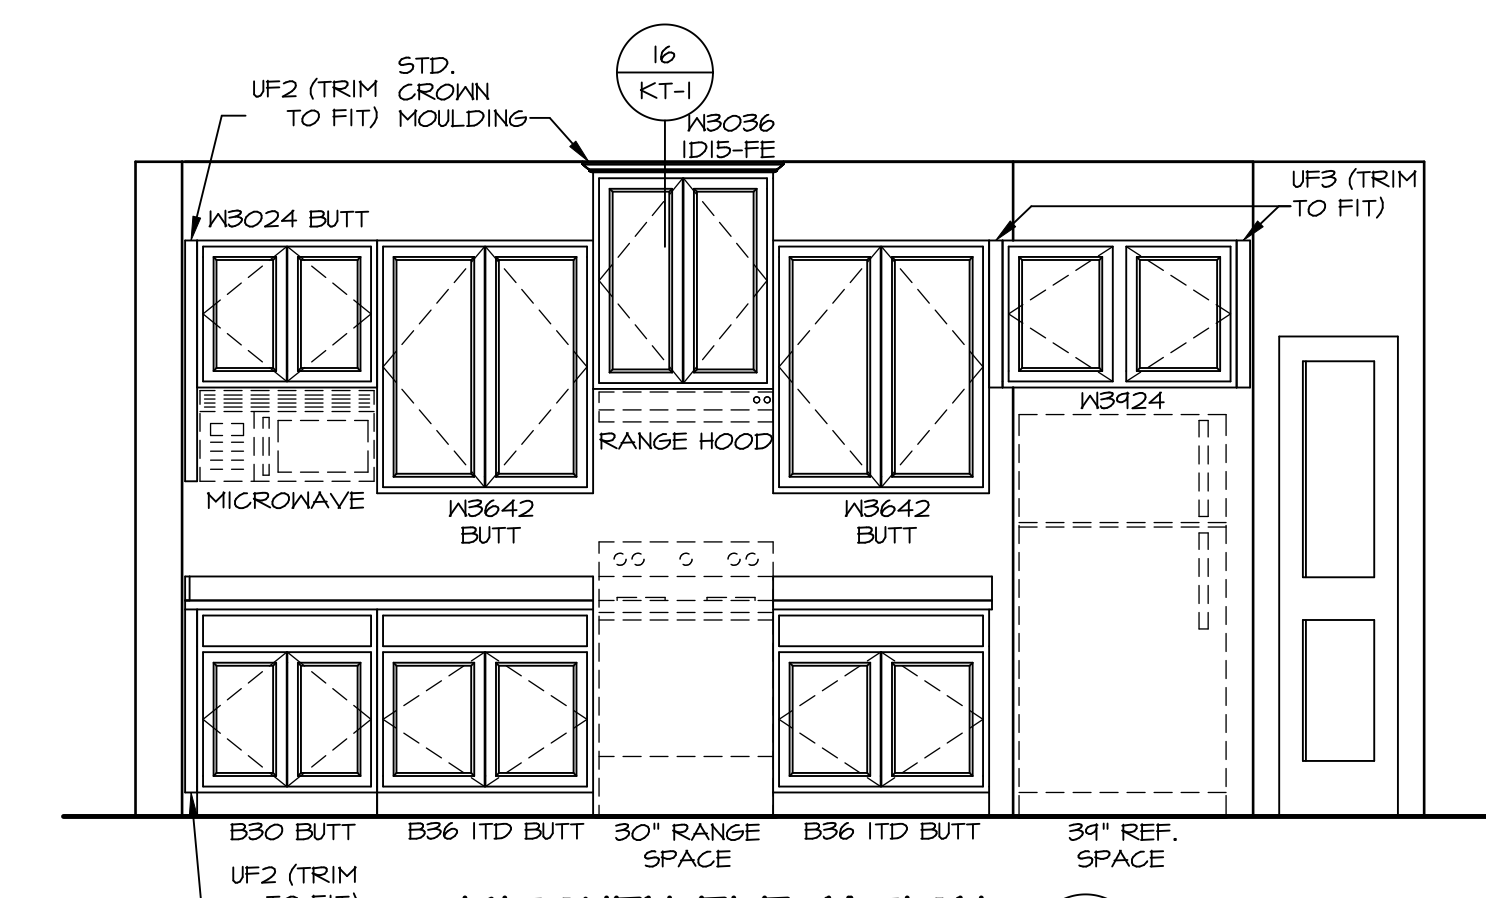 16
KT-1
UF2 (TRIM
TO FIT)
STD.
CROWN
MOULDING
W3036
1D15-FE
UF3 (TRIM
TO FIT)
W3024 BUTT
W3924
RANGE HOOD
MICROWAVE
W3642
BUTT
W3642
BUTT
B30 BUTT
B36 1TD BUTT
30" RANGE
SPACE
B36 1TD BUTT
39" REF.
SPACE
UF2 (TRIM
TO FIT)